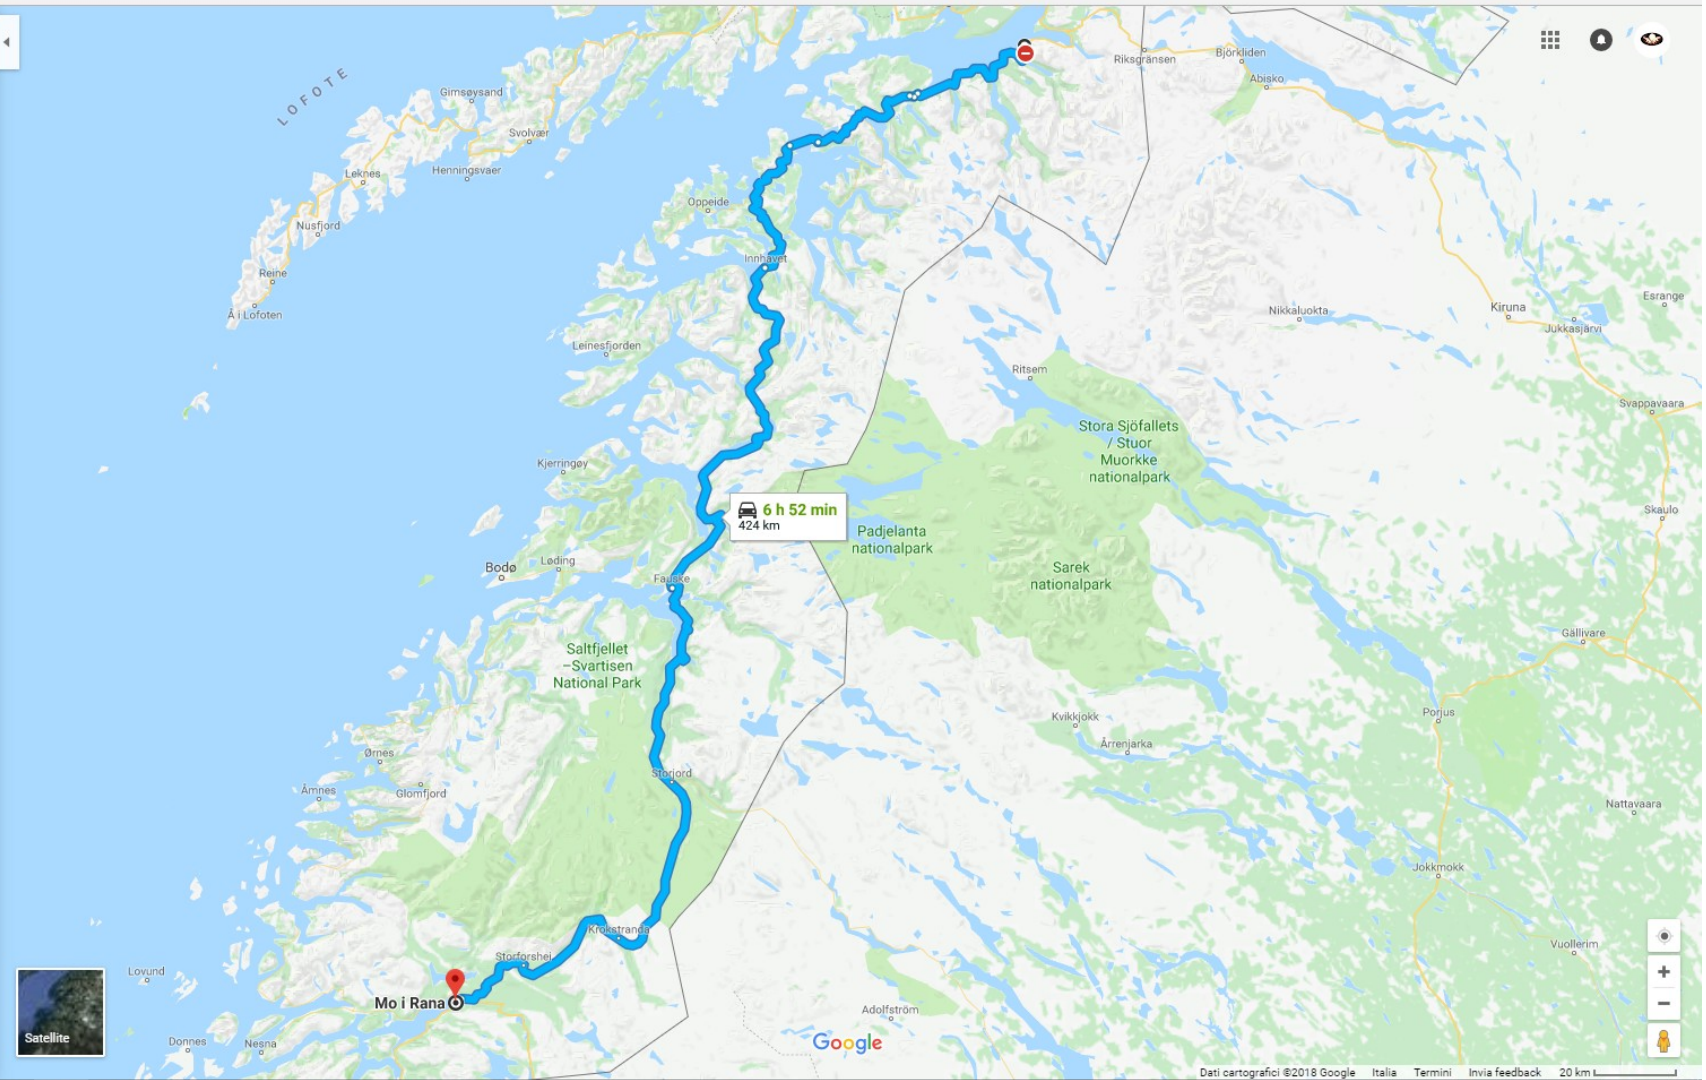 Riksgränsen
Björkliden
Abisko
LOFOTE
Gimsøysand
Svolvær
Henningsvaer
Leknes
Oppeide
Nusfjord
Innhavet
Reine
Å i Lofoten
Nikkaluokta
Kiruna
Esrange
Jukkasjärvi
Leinesfjorden
Ritsem
Svappavaara
Stora Sjöfallets
/ Stuor
Muorkke
nationalpark
Kjerringøy
6 h 52 min
424 km
Skaulo
Padjelanta
nationalpark
Bodø
Løding
Fauske
Sarek
nationalpark
Gällivare
Saltfjellet
–Svartisen
National Park
Kvikkjokk
Porjus
Årrenjarka
Ørnes
Storjord
Åmnes
Glomfjord
Nattavaara
Jokkmokk
Krokstranda
Vuollerim
Storforshei
Lovund
Mo i Rana
Adolfström
Satellite
Donnes
Nesna
Google
Dati cartografici ©2018 Google
Italia
Termini
Invia feedback
20 km